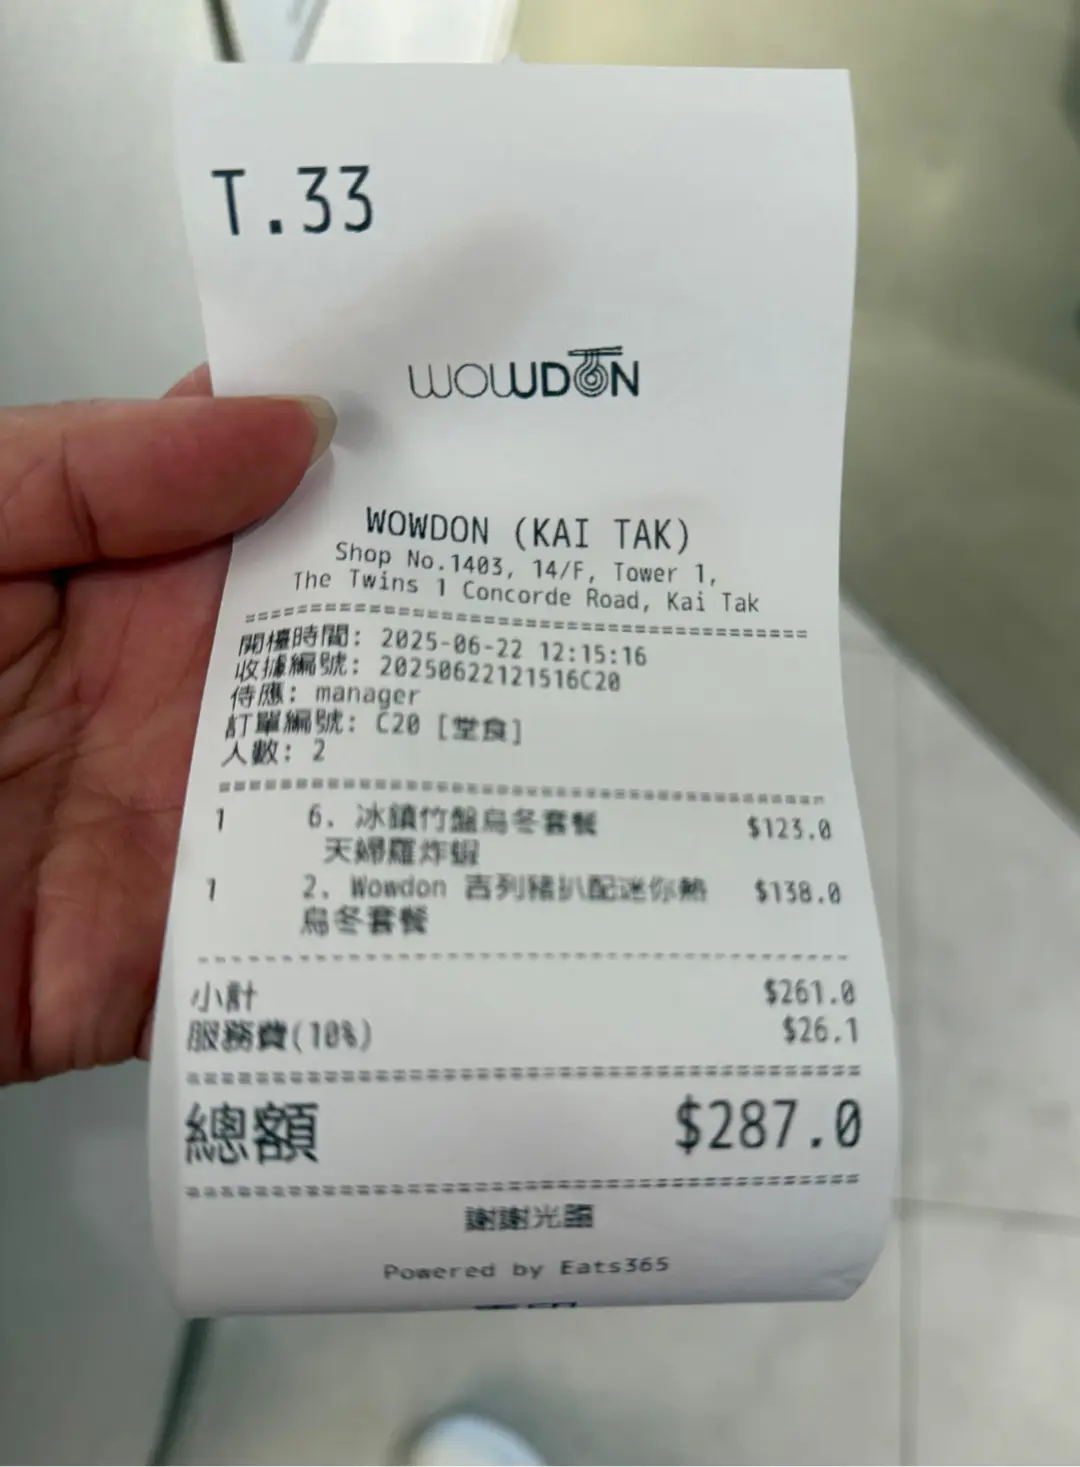 T.33
WOWDON
WOWDON (KAI TAK)
Shop No.1403, 14/F, Tower 1,
The Twins 1 Concorde Road, Kai Tak
開檯時間: 2025-06-22 12:15:16
收據編號: 20250622121516C20
侍應: manager
訂單編號: C20 [堂食]
人數: 2
1 6. 冰鎮竹盤烏冬套餐 $123.0
天婦羅炸蝦
1 2. Wowdon 吉列豬扒配迷你熱 $138.0
烏冬套餐
小計 $261.0
服務費(10%) $26.1
總額 $287.0
謝謝光臨
Powered by Eats365